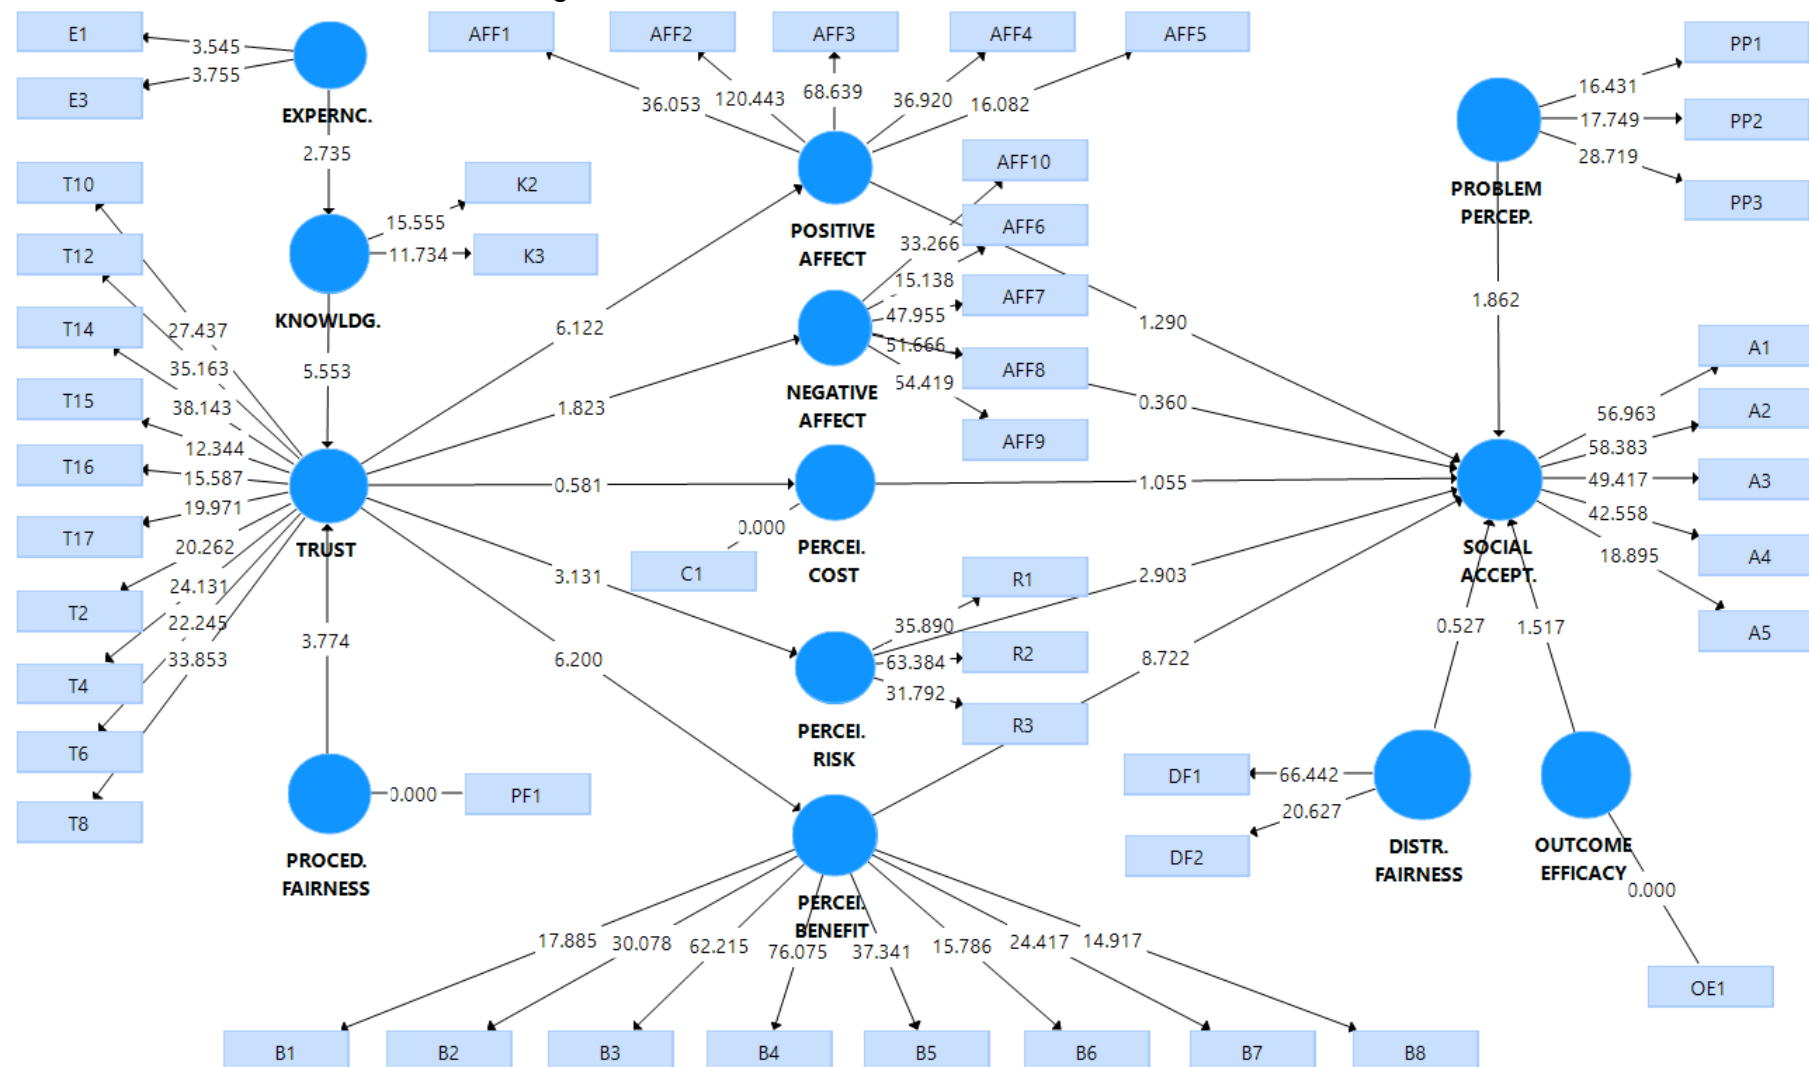 E1
3.545
3.755
E3
EXPERNC.
2.735
AFF1
AFF2
AFF3
AFF4
AFF5
36.053
120.443
68.639
36.920
16.082
PP1
16.431
PP2
17.749
28.719
PP3
PROBLEM
PERCEP.
1.862
T10
T12
T14
T15
T16
T17
T2
T4
T6
T8
27.437
35.163
38.143
12.344
15.587
19.971
20.262
24.131
22.245
33.853
K2
15.555
11.734
K3
KNOWLDG.
5.553
TRUST
3.774
PROCED.
FAIRNESS
0.000
PF1
6.122
1.823
0.581
3.131
6.200
POSITIVE
AFFECT
AFF10
AFF6
AFF7
AFF8
AFF9
33.266
15.138
47.955
51.666
54.419
NEGATIVE
AFFECT
1.290
0.360
1.055
2.903
8.722
0.000
C1
PERCEI.
COST
R1
R2
R3
35.890
63.384
31.792
PERCEI.
RISK
PERCEI.
BENEFIT
17.885
30.078
62.215
76.075
37.341
15.786
24.417
14.917
B1
B2
B3
B4
B5
B6
B7
B8
A1
A2
A3
A4
A5
56.963
58.383
49.417
42.558
18.895
SOCIAL
ACCEPT.
0.527
1.517
DF1
66.442
20.627
DF2
DISTR.
FAIRNESS
OUTCOME
EFFICACY
0.000
OE1